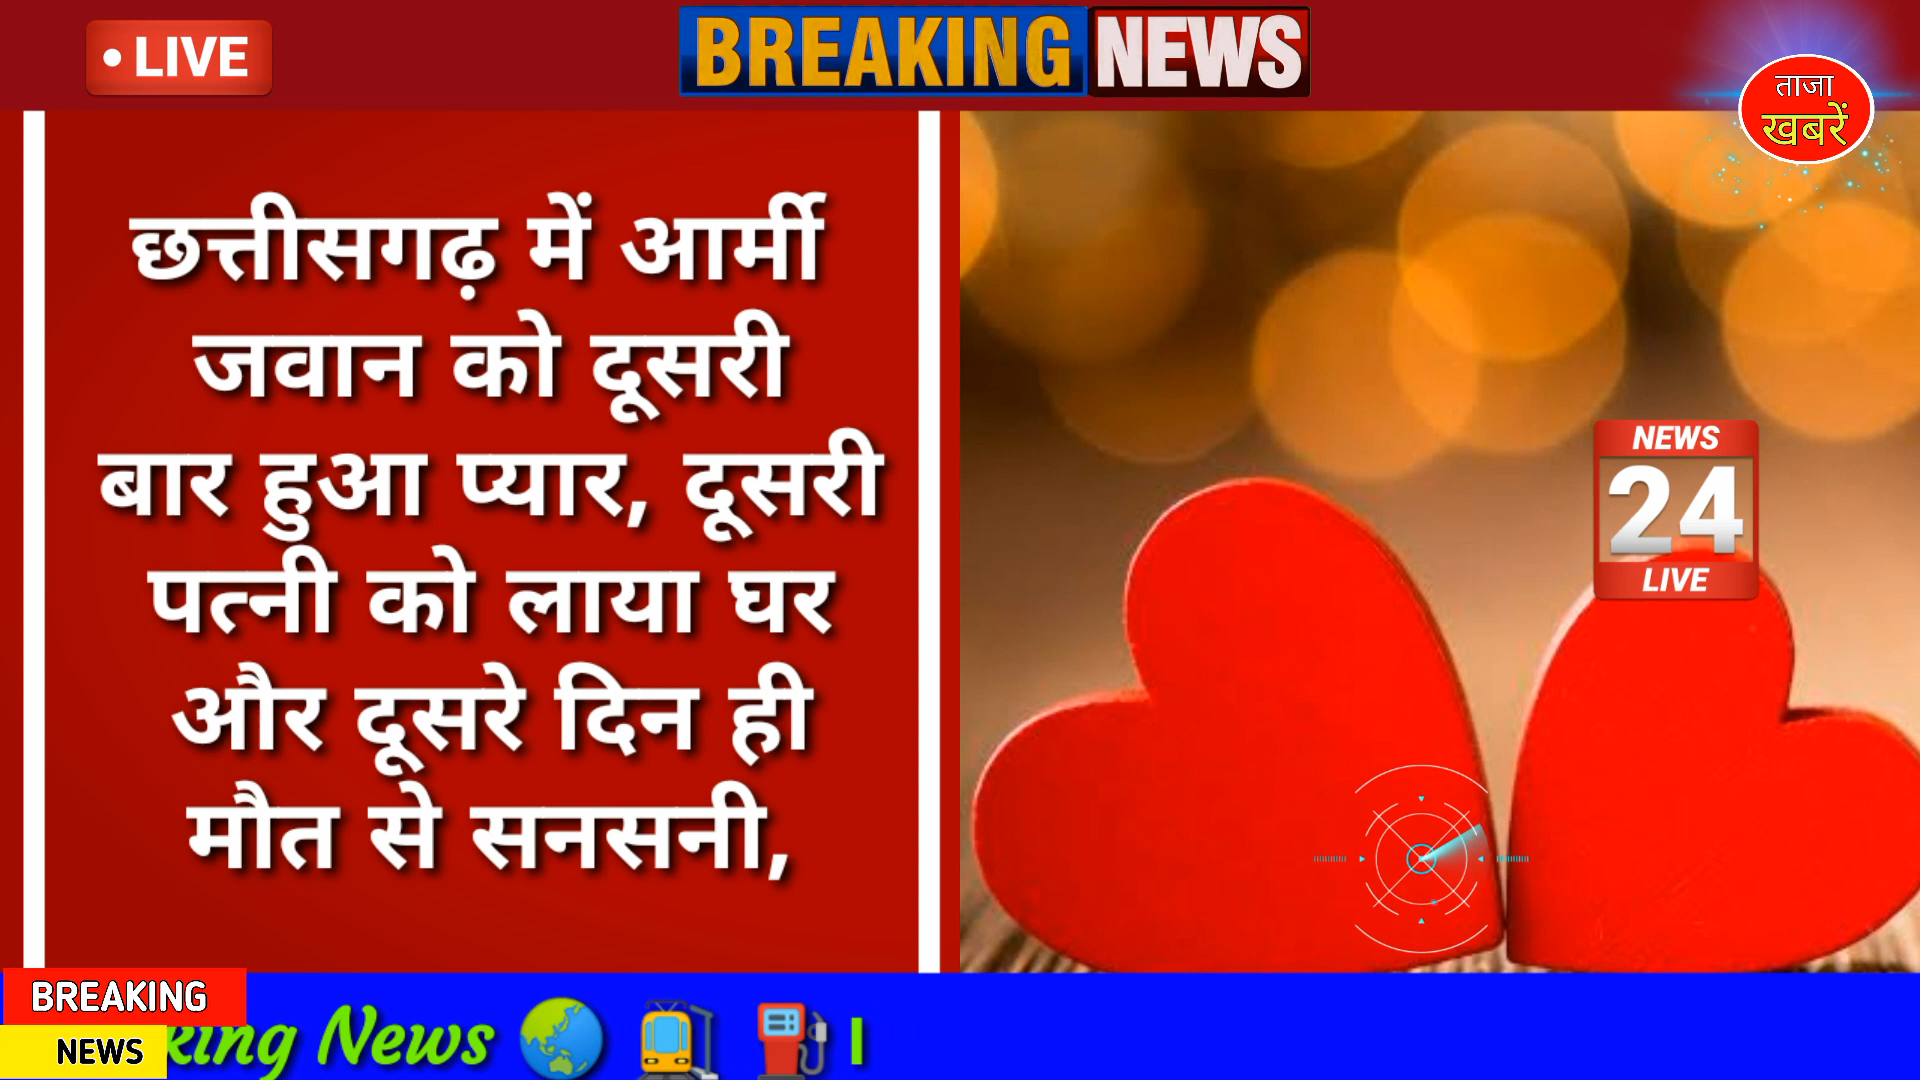 • LIVE
BREAKING NEWS
ताजा
खबरें
छत्तीसगढ़ में आर्मी
जवान को दूसरी
बार हुआ प्यार, दूसरी
पत्नी को लाया घर
और दूसरे दिन ही
मौत से सनसनी,
NEWS
24
LIVE
BREAKING
NEWS
king News